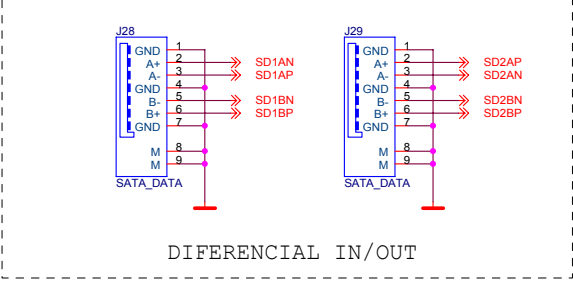 J28
GND 1
A+ 2 SD1AN
A- 3 SD1AP
GND 4
B- 5 SD1BN
B+ 6 SD1BP
GND 7
M 8
M 9
SATA_DATA
J29
GND 1
A+ 2 SD2AP
A- 3 SD2AN
GND 4
B- 5 SD2BN
B+ 6 SD2BP
GND 7
M 8
M 9
SATA_DATA
DIFERENCIAL IN/OUT